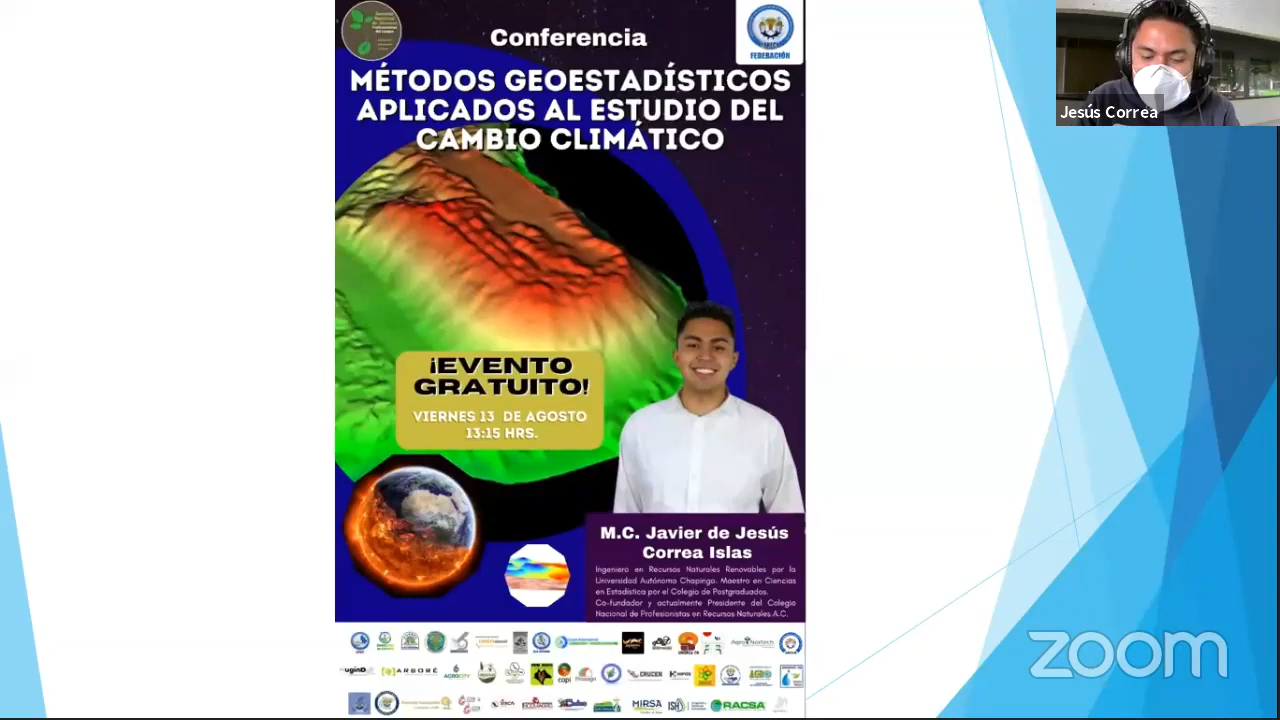 Conferencia
FEDERACIÓN
MÉTODOS GEOESTADÍSTICOS
APLICADOS AL ESTUDIO DEL
CAMBIO CLIMÁTICO
Jesús Correa
¡EVENTO
GRATUITO!
VIERNES 13 DE AGOSTO
13:15 HRS.
M.C. Javier de Jesús
Correa Islas
Ingeniero en Recursos Naturales Renovables por la
Universidad Autónoma Chapingo. Maestro en Ciencias
en Estadística por el Colegio de Postgraduados.
Co-fundador y actualmente Presidente del Colegio
Nacional de Profesionistas en Recursos Naturales A.C.
ARBORÉ
CRUCEN
MIRSA
RACSA
zoom